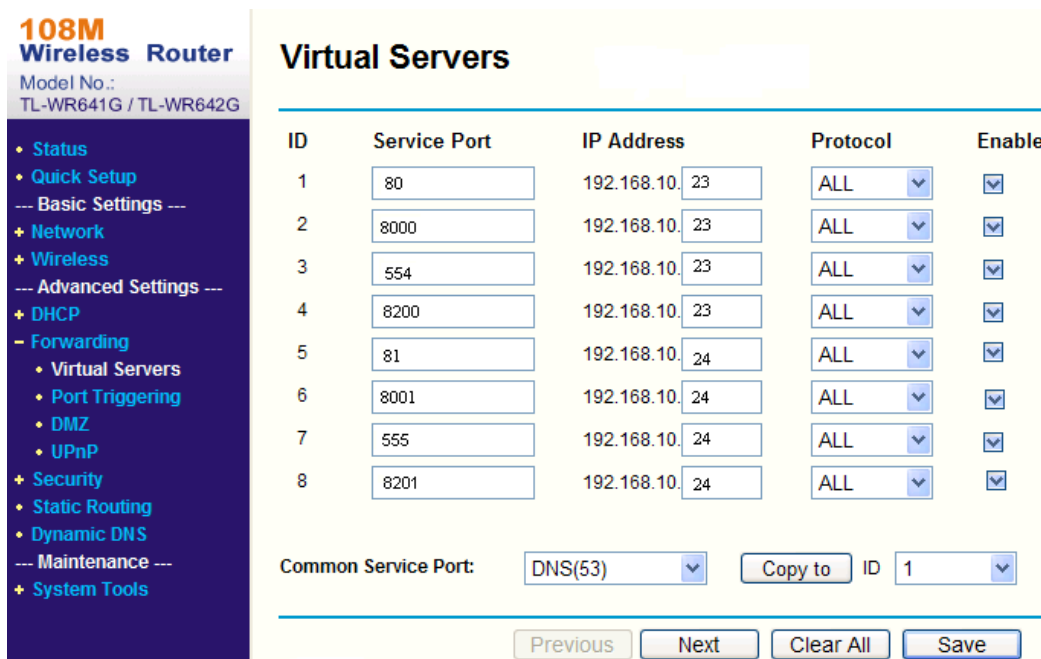 108M
Wireless Router
Model No.:
TL-WR641G / TL-WR642G
• Status
• Quick Setup
--- Basic Settings ---
+ Network
+ Wireless
--- Advanced Settings ---
+ DHCP
− Forwarding
• Virtual Servers
• Port Triggering
• DMZ
• UPnP
+ Security
• Static Routing
• Dynamic DNS
--- Maintenance ---
+ System Tools
Virtual Servers
ID Service Port IP Address Protocol Enable
1 80 192.168.10. 23 ALL
2 8000 192.168.10. 23 ALL
3 554 192.168.10. 23 ALL
4 8200 192.168.10. 23 ALL
5 81 192.168.10. 24 ALL
6 8001 192.168.10. 24 ALL
7 555 192.168.10. 24 ALL
8 8201 192.168.10. 24 ALL
Common Service Port: DNS(53) Copy to ID 1
Previous Next Clear All Save